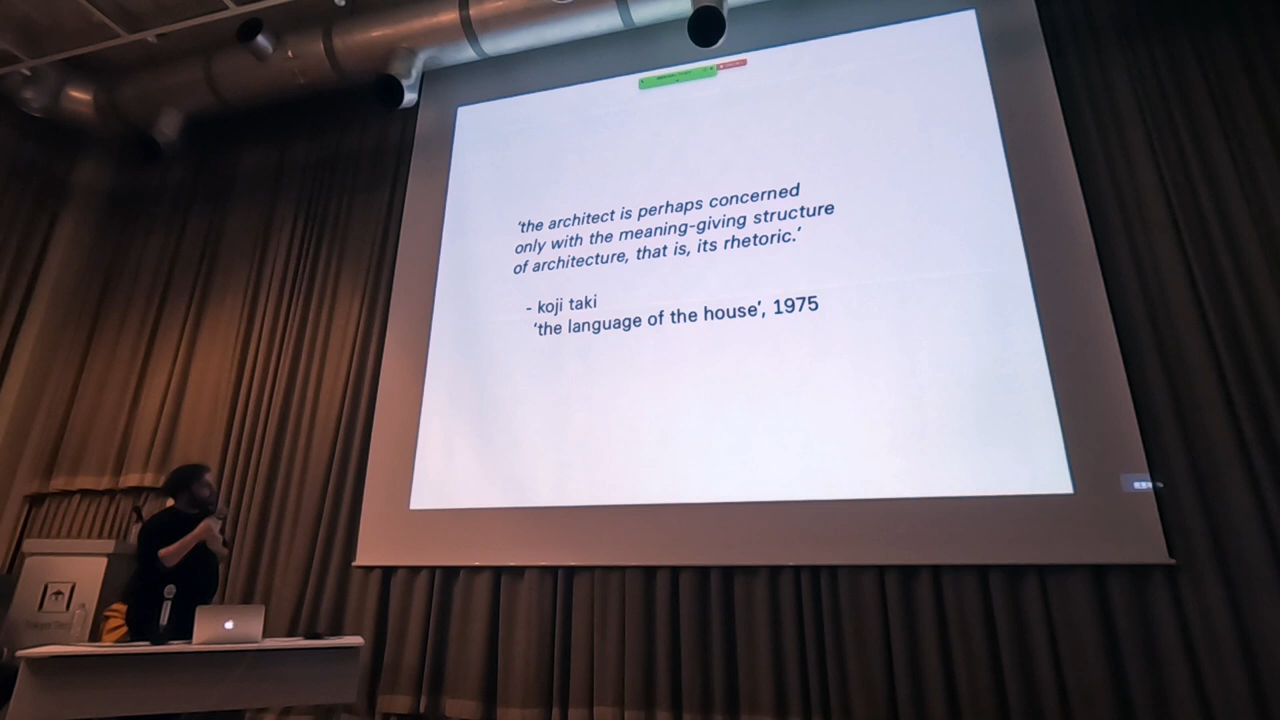 'the architect is perhaps concerned
only with the meaning-giving structure
of architecture, that is, its rhetoric.'
- koji taki
'the language of the house', 1975